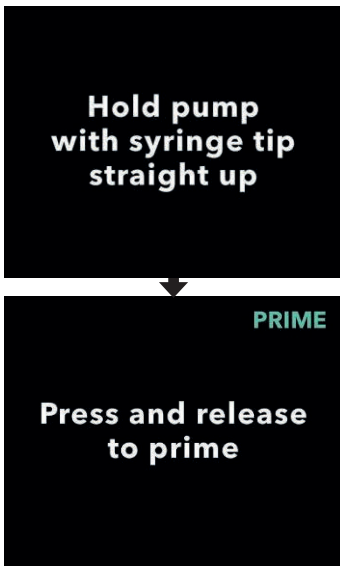 Hold pump
with syringe tip
straight up
PRIME
Press and release
to prime